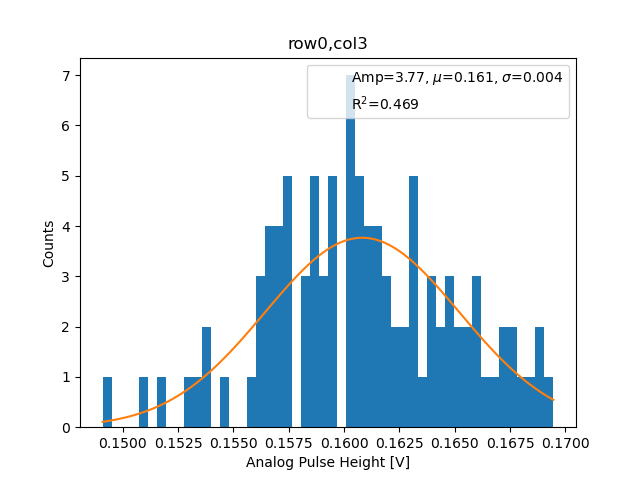 row0,col3
Amp=3.77, μ=0.161, σ=0.004
R²=0.469
7
6
5
4
3
2
1
0
Counts
0.1500 0.1525 0.1550 0.1575 0.1600 0.1625 0.1650 0.1675 0.1700
Analog Pulse Height [V]